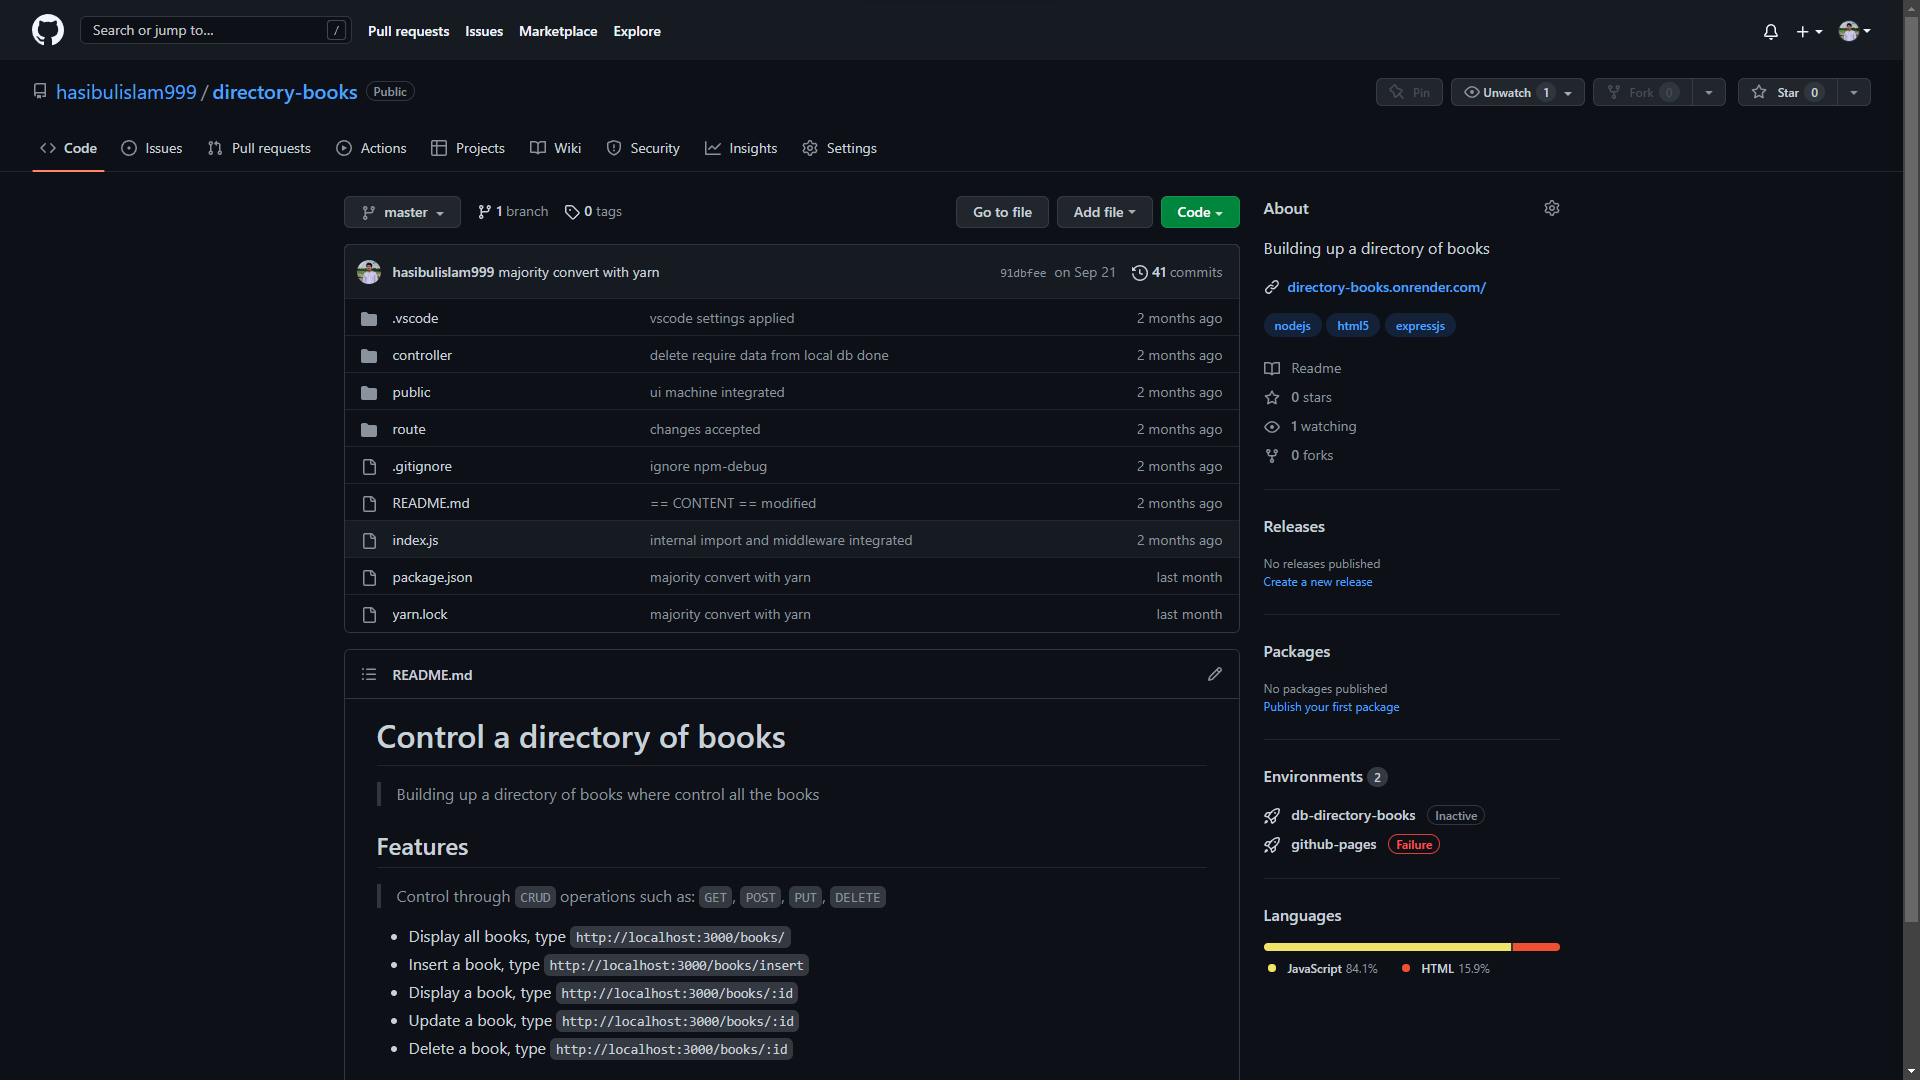 Search or jump to... /
Pull requests Issues Marketplace Explore
hasibulislam999 / directory-books Public
Pin Unwatch 1 Fork 0 Star 0
Code Issues Pull requests Actions Projects Wiki Security Insights Settings
master 1 branch 0 tags Go to file Add file Code
hasibulislam999 majority convert with yarn 91dbfee on Sep 21 41 commits
.vscode vscode settings applied 2 months ago
controller delete require data from local db done 2 months ago
public ui machine integrated 2 months ago
route changes accepted 2 months ago
.gitignore ignore npm-debug 2 months ago
README.md == CONTENT == modified 2 months ago
index.js internal import and middleware integrated 2 months ago
package.json majority convert with yarn last month
yarn.lock majority convert with yarn last month
README.md
Control a directory of books
Building up a directory of books where control all the books
Features
Control through CRUD operations such as: GET, POST, PUT, DELETE
• Display all books, type http://localhost:3000/books/
• Insert a book, type http://localhost:3000/books/insert
• Display a book, type http://localhost:3000/books/:id
• Update a book, type http://localhost:3000/books/:id
• Delete a book, type http://localhost:3000/books/:id
About
Building up a directory of books
directory-books.onrender.com/
nodejs html5 expressjs
Readme
0 stars
1 watching
0 forks
Releases
No releases published
Create a new release
Packages
No packages published
Publish your first package
Environments 2
db-directory-books Inactive
github-pages Failure
Languages
JavaScript 84.1% HTML 15.9%